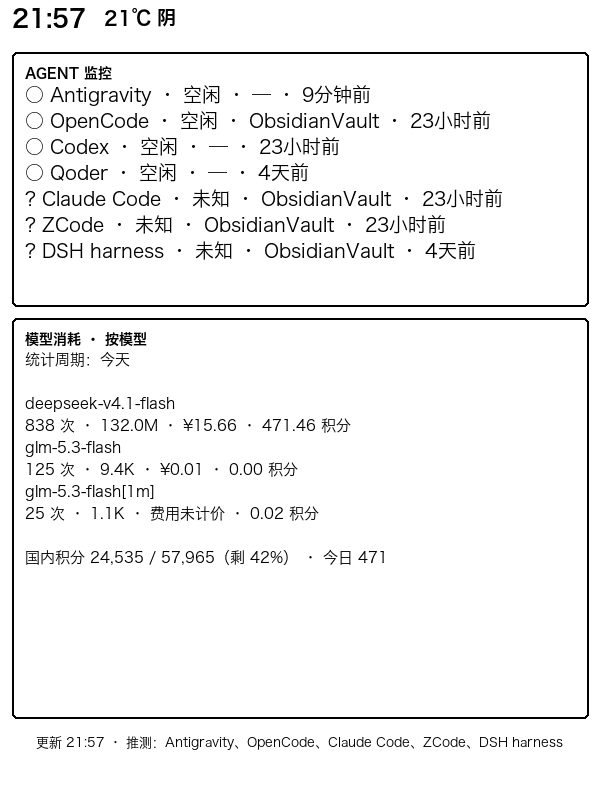 21:57 21℃ 阴
AGENT 监控
○ Antigravity · 空闲 · — · 9分钟前
○ OpenCode · 空闲 · ObsidianVault · 23小时前
○ Codex · 空闲 · — · 23小时前
○ Qoder · 空闲 · — · 4天前
? Claude Code · 未知 · ObsidianVault · 23小时前
? ZCode · 未知 · ObsidianVault · 23小时前
? DSH harness · 未知 · ObsidianVault · 4天前
模型消耗 · 按模型
统计周期：今天
deepseek-v4.1-flash
838 次 · 132.0M · ¥15.66 · 471.46 积分
glm-5.3-flash
125 次 · 9.4K · ¥0.01 · 0.00 积分
glm-5.3-flash[1m]
25 次 · 1.1K · 费用未计价 · 0.02 积分
国内积分 24,535 / 57,965（剩 42%） · 今日 471
更新 21:57 · 推测：Antigravity、OpenCode、Claude Code、ZCode、DSH harness